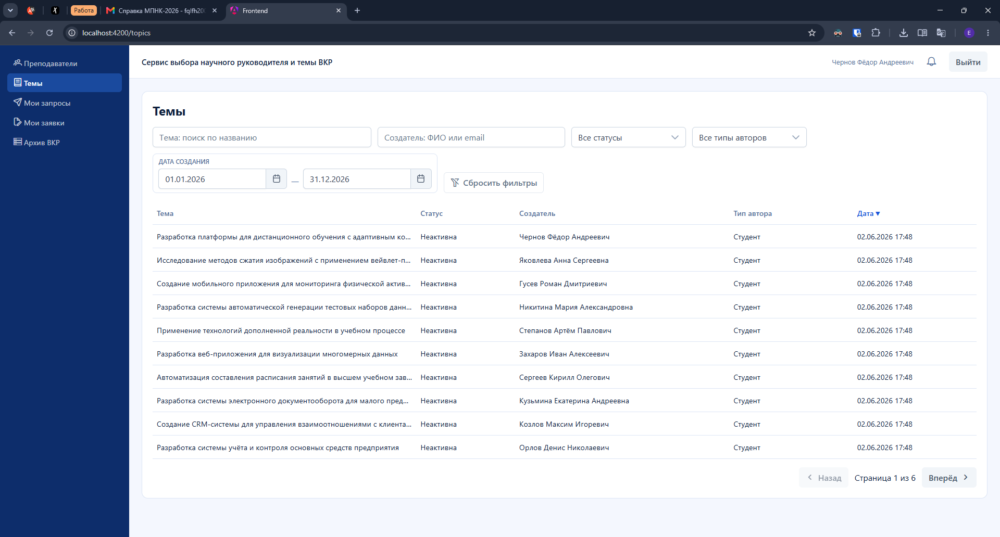 Работа
Справка МПНК-2026 - fqlfh20
Frontend
localhost:4200/topics
E
Преподаватели
Темы
Мои запросы
Мои заявки
Архив ВКР
Сервис выбора научного руководителя и темы ВКР
Чернов Фёдор Андреевич
Выйти
Темы
Тема: поиск по названию
Создатель: ФИО или email
Все статусы
Все типы авторов
ДАТА СОЗДАНИЯ
01.01.2026 — 31.12.2026
Сбросить фильтры
Тема Статус Создатель Тип автора Дата ▼
Разработка платформы для дистанционного обучения с адаптивным ко... Неактивна Чернов Фёдор Андреевич Студент 02.06.2026 17:48
Исследование методов сжатия изображений с применением вейвлет-п... Неактивна Яковлева Анна Сергеевна Студент 02.06.2026 17:48
Создание мобильного приложения для мониторинга физической актив... Неактивна Гусев Роман Дмитриевич Студент 02.06.2026 17:48
Разработка системы автоматической генерации тестовых наборов данн... Неактивна Никитина Мария Александровна Студент 02.06.2026 17:48
Применение технологий дополненной реальности в учебном процессе Неактивна Степанов Артём Павлович Студент 02.06.2026 17:48
Разработка веб-приложения для визуализации многомерных данных Неактивна Захаров Иван Алексеевич Студент 02.06.2026 17:48
Автоматизация составления расписания занятий в высшем учебном зав... Неактивна Сергеев Кирилл Олегович Студент 02.06.2026 17:48
Разработка системы электронного документооборота для малого пред... Неактивна Кузьмина Екатерина Андреевна Студент 02.06.2026 17:48
Создание CRM-системы для управления взаимоотношениями с клиента... Неактивна Козлов Максим Игоревич Студент 02.06.2026 17:48
Разработка системы учёта и контроля основных средств предприятия Неактивна Орлов Денис Николаевич Студент 02.06.2026 17:48
Назад Страница 1 из 6 Вперёд